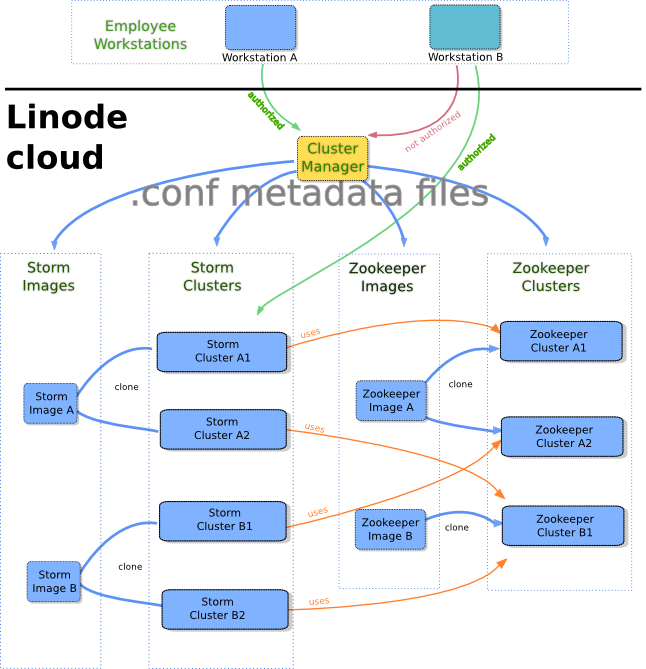 Employee
Workstations
Workstation A
Workstation B
authorized
not authorized
authorized
Linode
cloud
Cluster
Manager
.conf metadata files
Storm
Images
Storm
Clusters
Zookeeper
Images
Zookeeper
Clusters
uses
Storm
Cluster A1
Zookeeper
Cluster A1
clone
clone
Storm
Image A
Zookeeper
Image A
Storm
Cluster A2
uses
Zookeeper
Cluster A2
uses
Storm
Cluster B1
Zookeeper
Image B
clone
Zookeeper
Cluster B1
clone
Storm
Image B
Storm
Cluster B2
uses